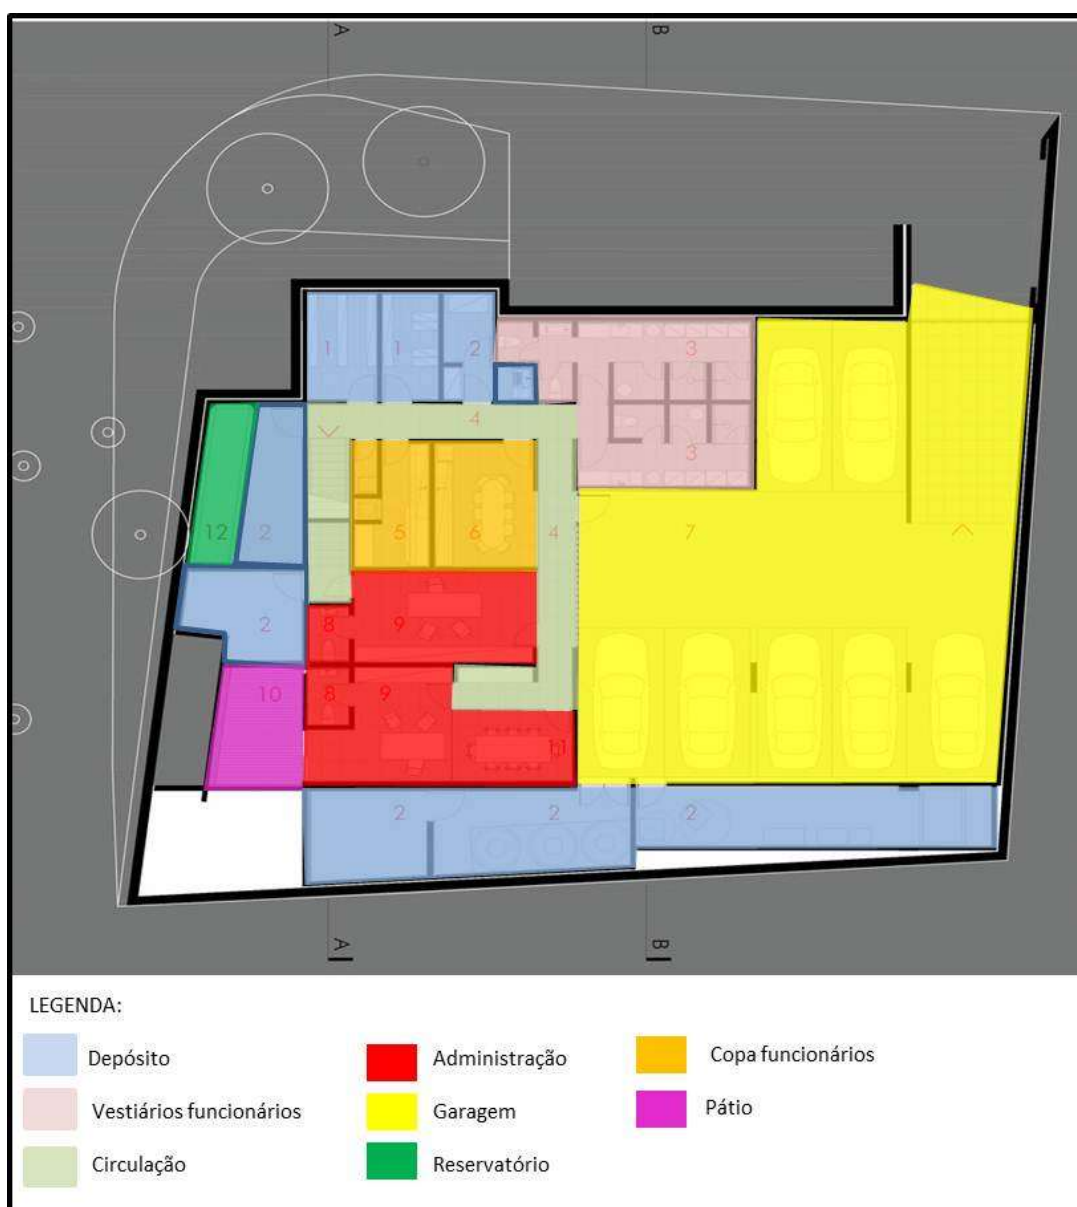 A B
1 1 2 3
4
3
12 2 5 6 4 7
2 8 9
10 8 9 11
2 2 2
A B
LEGENDA:
Depósito Administração Copa funcionários
Vestiários funcionários Garagem Pátio
Circulação Reservatório